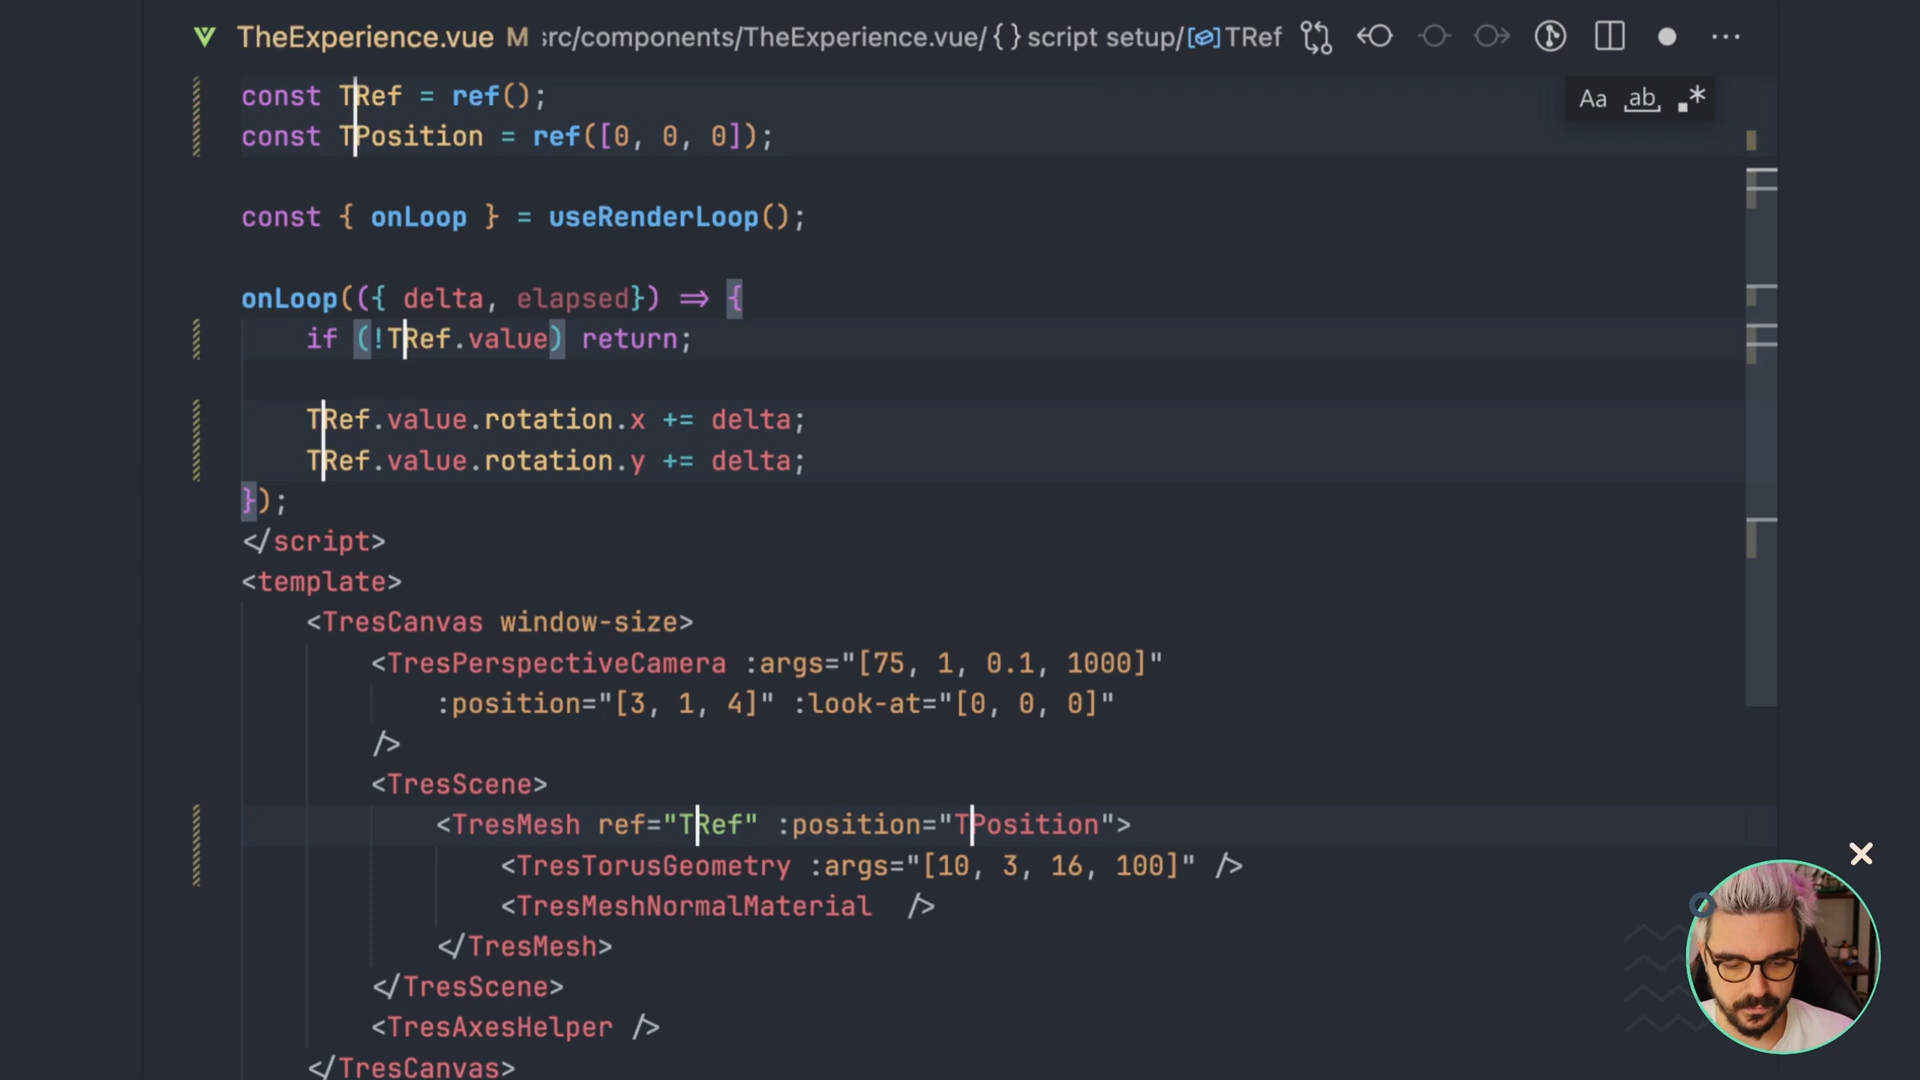 TheExperience.vue M src/components/TheExperience.vue/{} script setup/TRef
Aa ab .*
const TRef = ref();
const TPosition = ref([0, 0, 0]);
const { onLoop } = useRenderLoop();
onLoop(({ delta, elapsed}) => {
if (!TRef.value) return;
TRef.value.rotation.x += delta;
TRef.value.rotation.y += delta;
});
</script>
<template>
<TresCanvas window-size>
<TresPerspectiveCamera :args="[75, 1, 0.1, 1000]"
:position="[3, 1, 4]" :look-at="[0, 0, 0]"
/>
<TresScene>
<TresMesh ref="TRef" :position="TPosition">
<TresTorusGeometry :args="[10, 3, 16, 100]" />
<TresMeshNormalMaterial />
</TresMesh>
</TresScene>
<TresAxesHelper />
</TresCanvas>